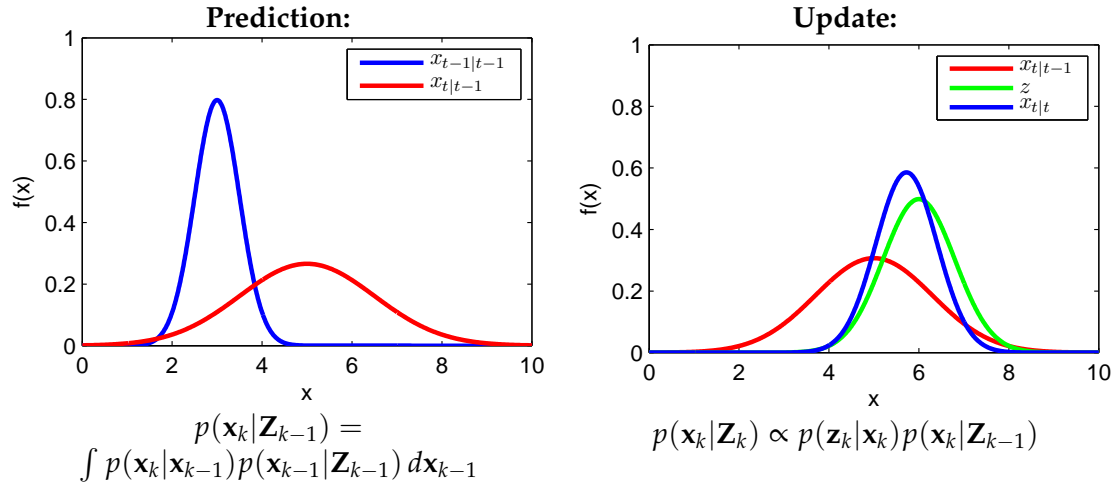 Prediction:
1
0.8
0.6
0.4
0.2
0
0 2 4 6 8 10
f(x)
x
x_{t−1|t−1}
x_{t|t−1}
p(x_k|Z_{k−1}) =
∫ p(x_k|x_{k−1})p(x_{k−1}|Z_{k−1}) dx_{k−1}
Update:
1
0.8
0.6
0.4
0.2
0
0 2 4 6 8 10
f(x)
x
x_{t|t−1}
z
x_{t|t}
p(x_k|Z_k) ∝ p(z_k|x_k)p(x_k|Z_{k−1})